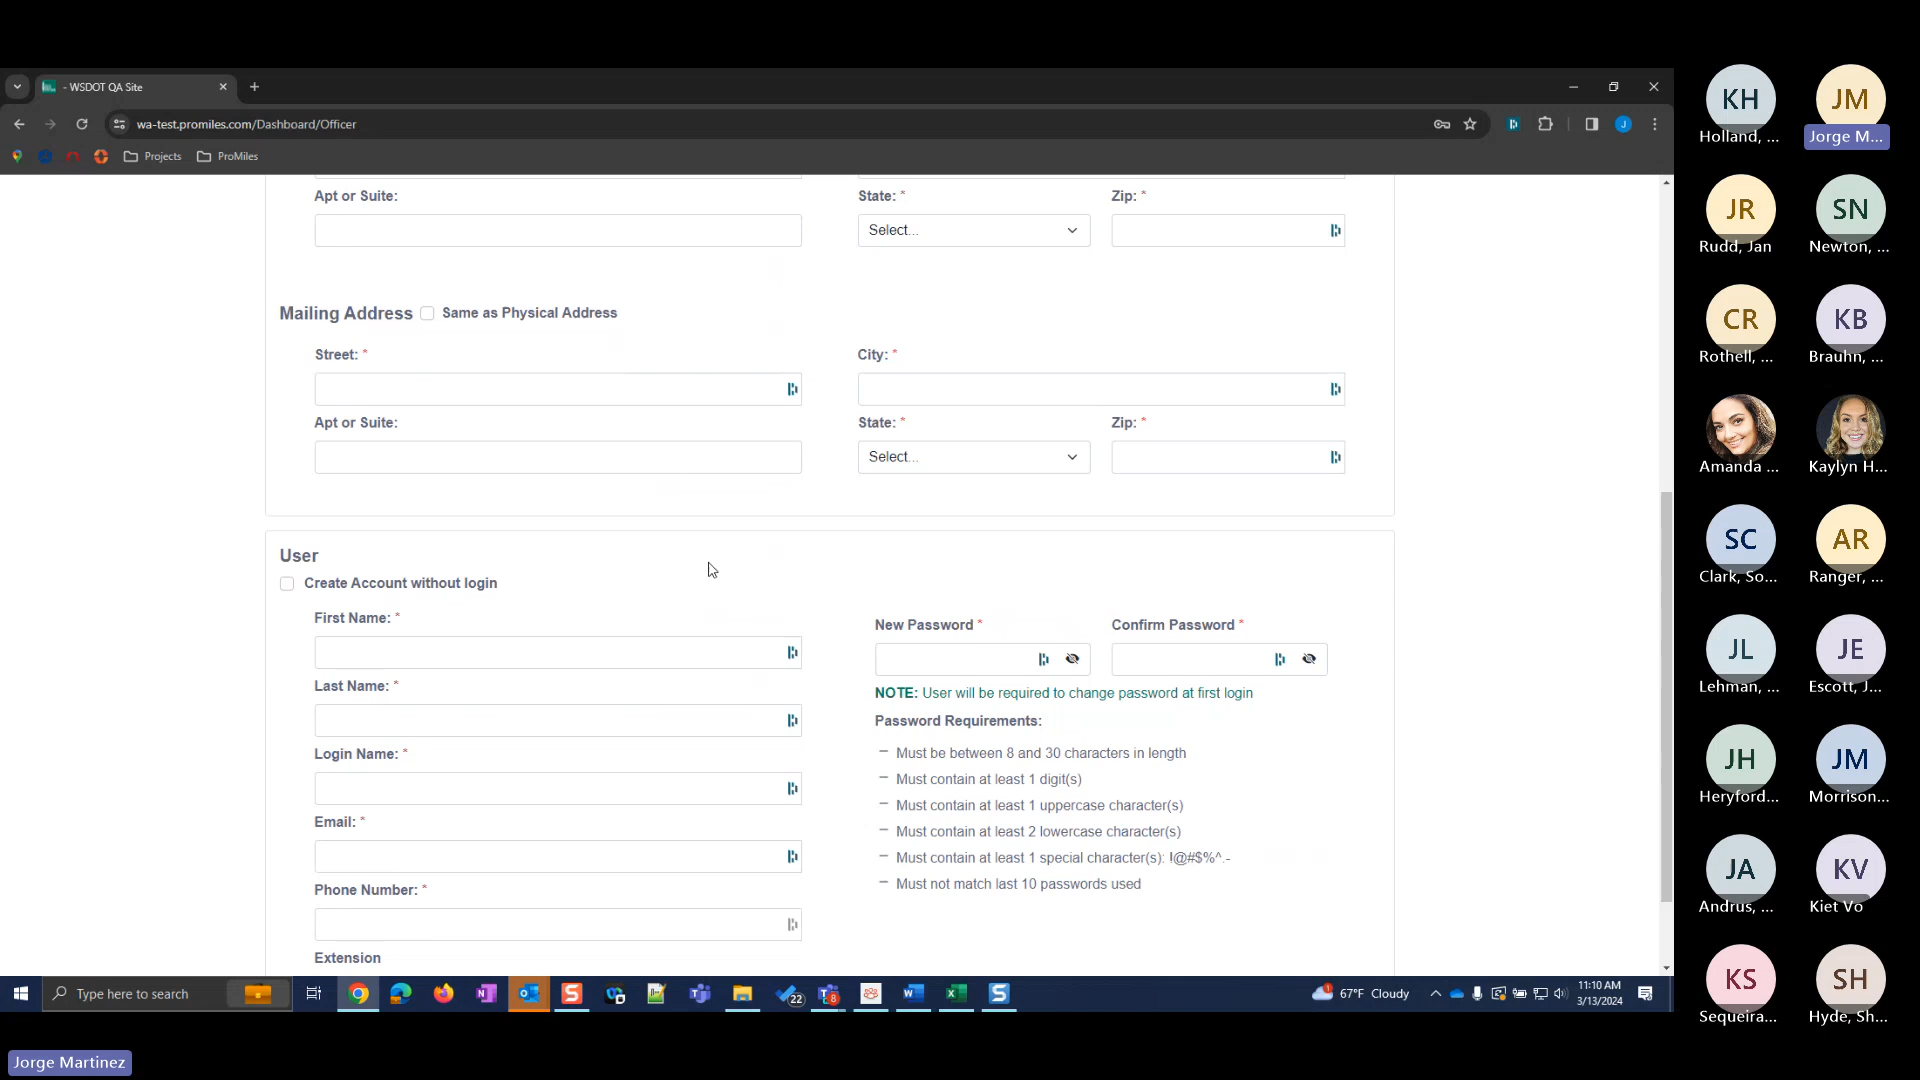 - WSDOT QA Site
wa-test.promiles.com/Dashboard/Officer
J
Projects
ProMiles
Apt or Suite:
State: *
Zip: *
Select...
Mailing Address
Same as Physical Address
Street: *
City: *
Apt or Suite:
State: *
Zip: *
Select...
User
Create Account without login
First Name: *
New Password *
Confirm Password *
NOTE: User will be required to change password at first login
Last Name: *
Password Requirements:
Must be between 8 and 30 characters in length
Login Name: *
Must contain at least 1 digit(s)
Must contain at least 1 uppercase character(s)
Email: *
Must contain at least 2 lowercase character(s)
Must contain at least 1 special character(s): !@#$%^.-
Phone Number: *
Must not match last 10 passwords used
Extension
Type here to search
22
8
67°F Cloudy
11:10 AM
3/13/2024
KH
Holland, ...
JM
Jorge M...
JR
Rudd, Jan
SN
Newton, ...
CR
Rothell, ...
KB
Brauhn, ...
Amanda ...
Kaylyn H...
SC
Clark, So...
AR
Ranger, ...
JL
Lehman, ...
JE
Escott, J...
JH
Heryford...
JM
Morrison...
JA
Andrus, ...
KV
Kiet Vo
KS
Sequeira...
SH
Hyde, Sh...
Jorge Martinez